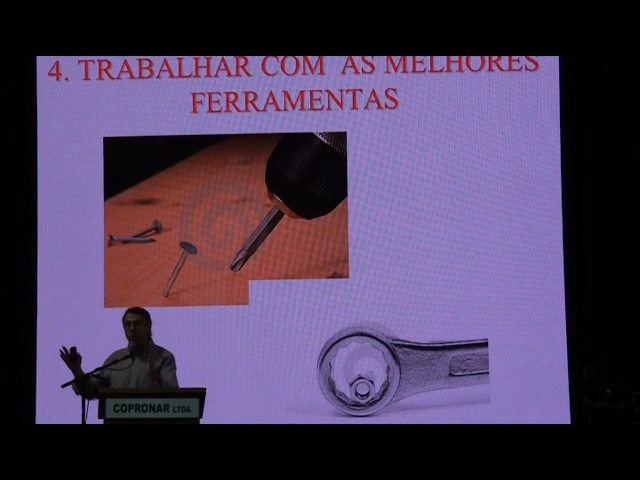 4. TRABALHAR COM AS MELHORES
FERRAMENTAS
COPRONAR LTDA.